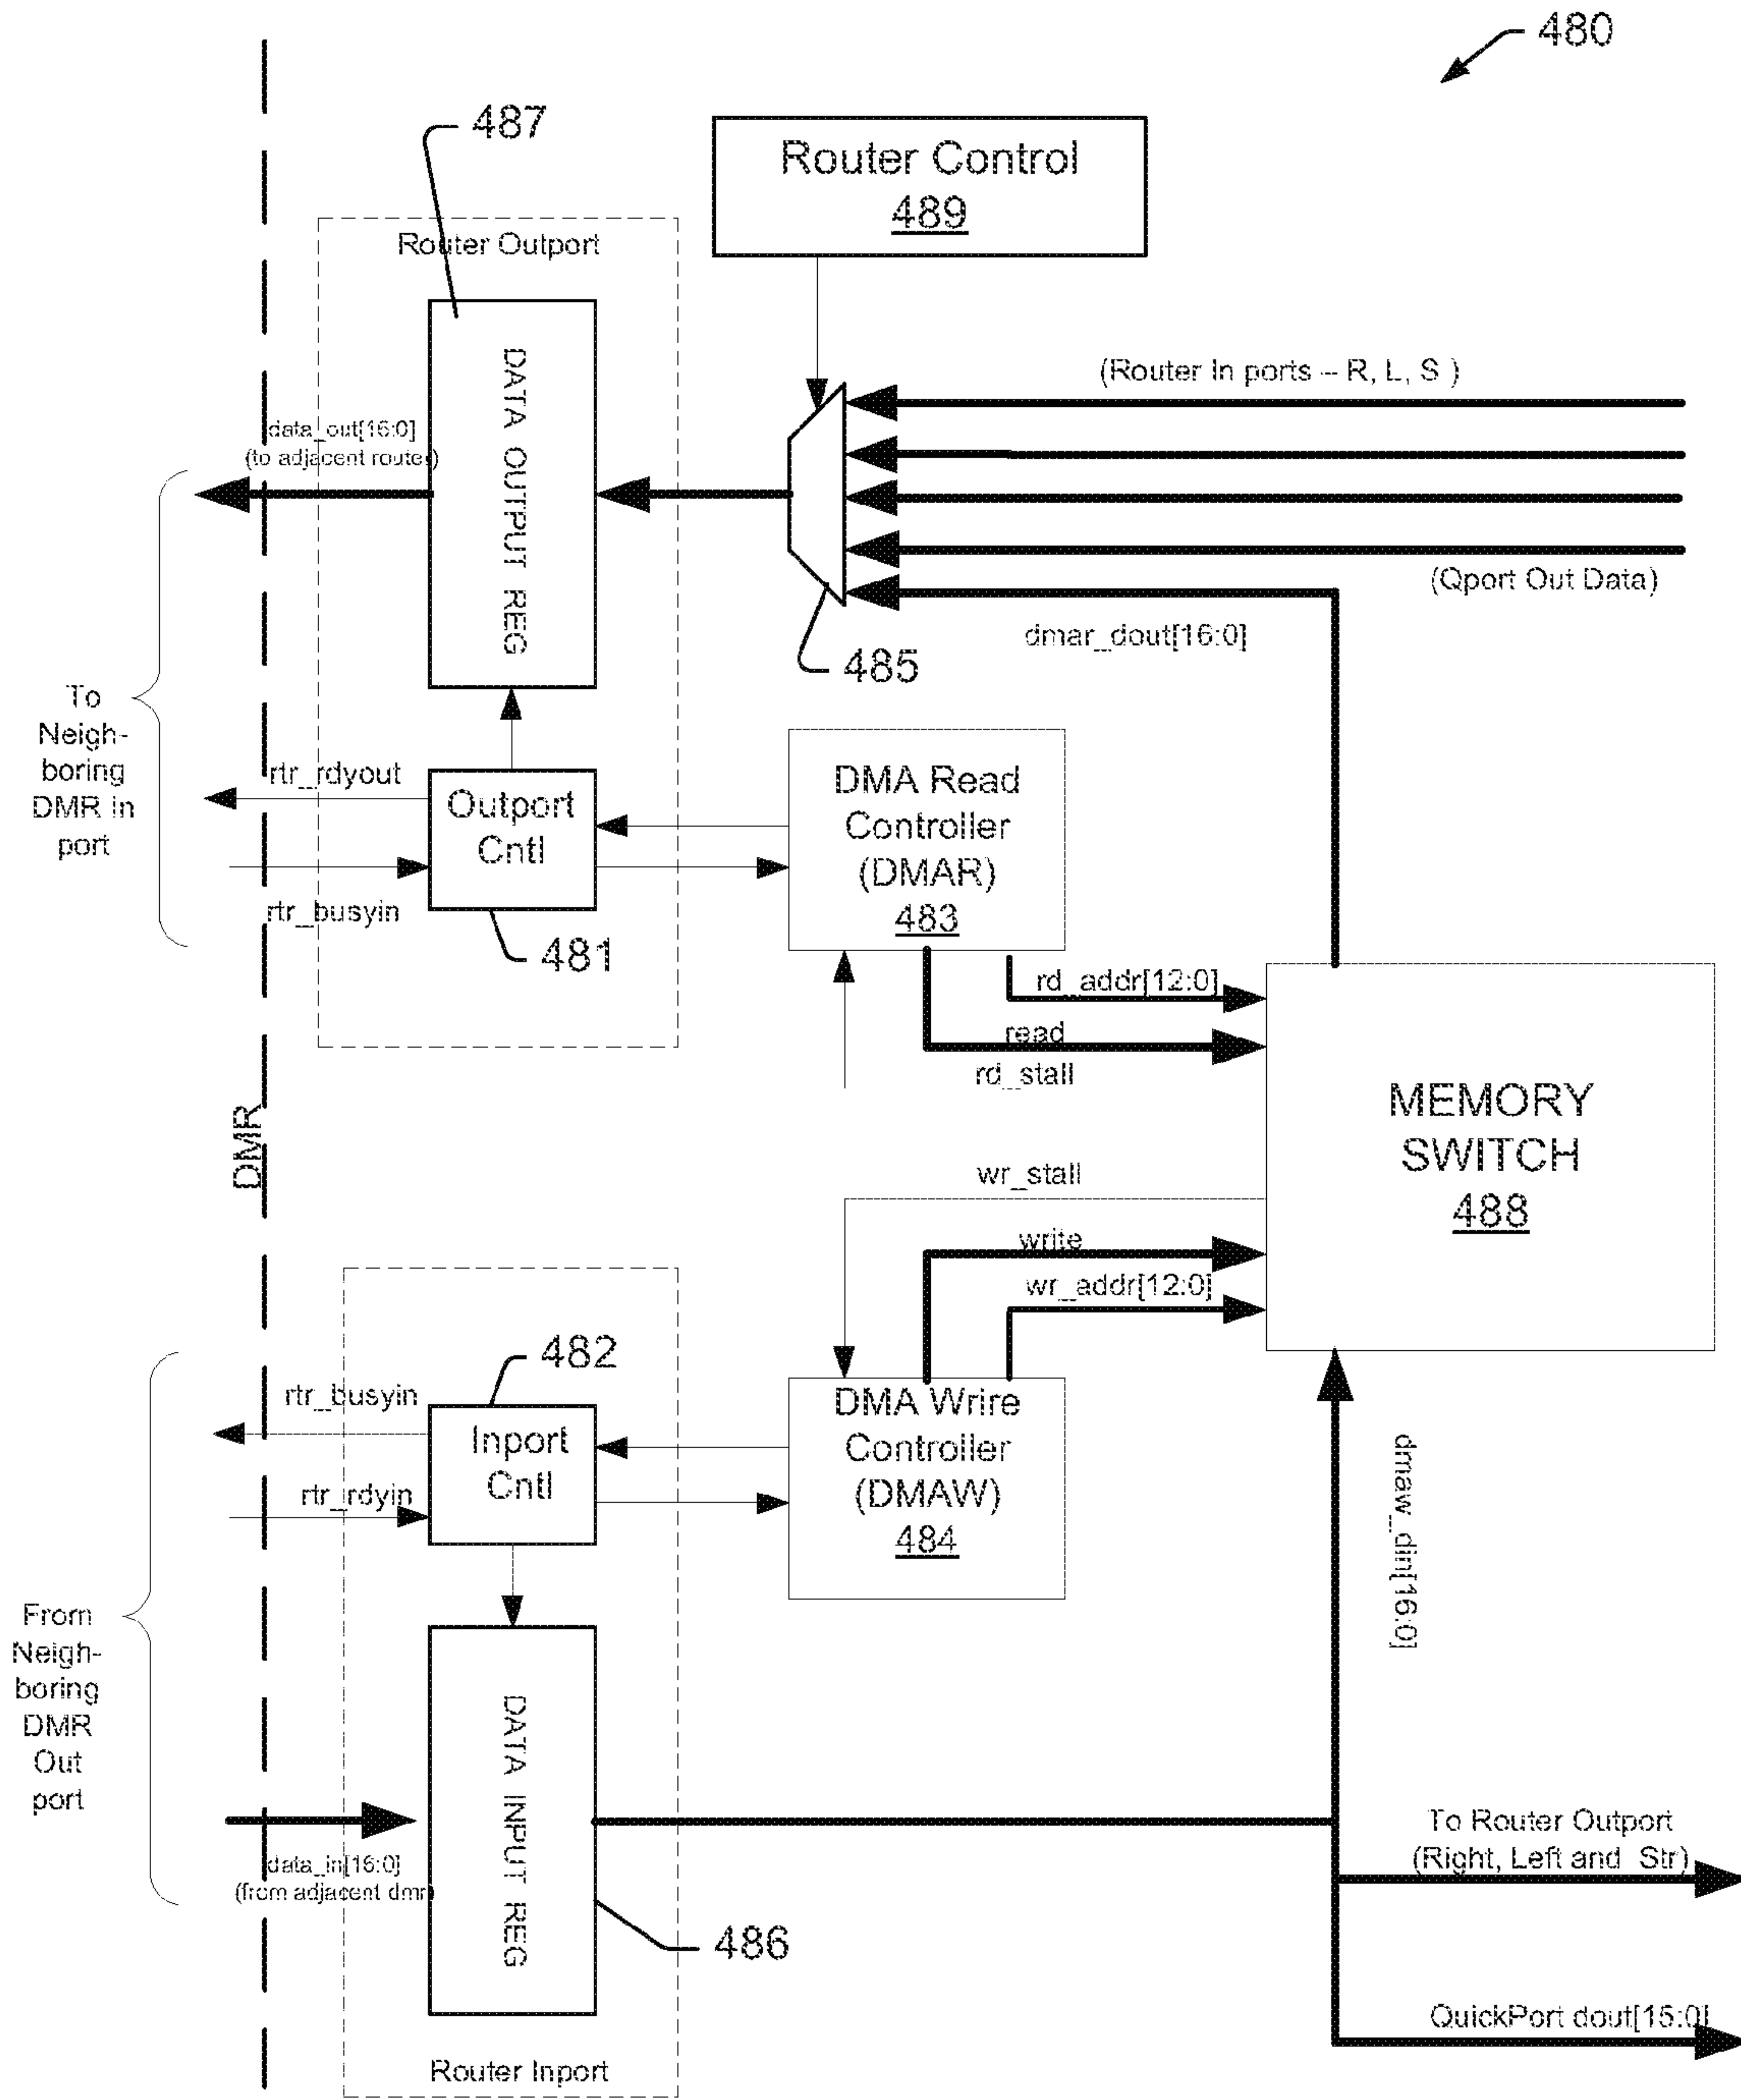 480
487
Router Control
489
Router Outport
DATA OUTPUT REG
(Router In ports -- R, L, S )
data_out[16:0]
(to adjacent router)
(Qport Out Data)
dmar_dout[16:0]
485
To
Neigh-
boring
DMR in
port
rtr_rdyout
Outport
Cntl
rtr_busyin
481
DMA Read
Controller
(DMAR)
483
rd_addr[12:0]
read
rd_stall
DMR
MEMORY
SWITCH
488
wr_stall
write
wr_addr[12:0]
482
rtr_busyin
Inport
Cntl
rtr_rdyin
DMA Wrire
Controller
(DMAW)
484
dmaw_din[16:0]
From
Neigh-
boring
DMR
Out
port
DATA INPUT REG
data_in[16:0]
(from adjacent dmr)
486
To Router Outport
(Right, Left and Str)
QuickPort dout[15:0]
Router Inport